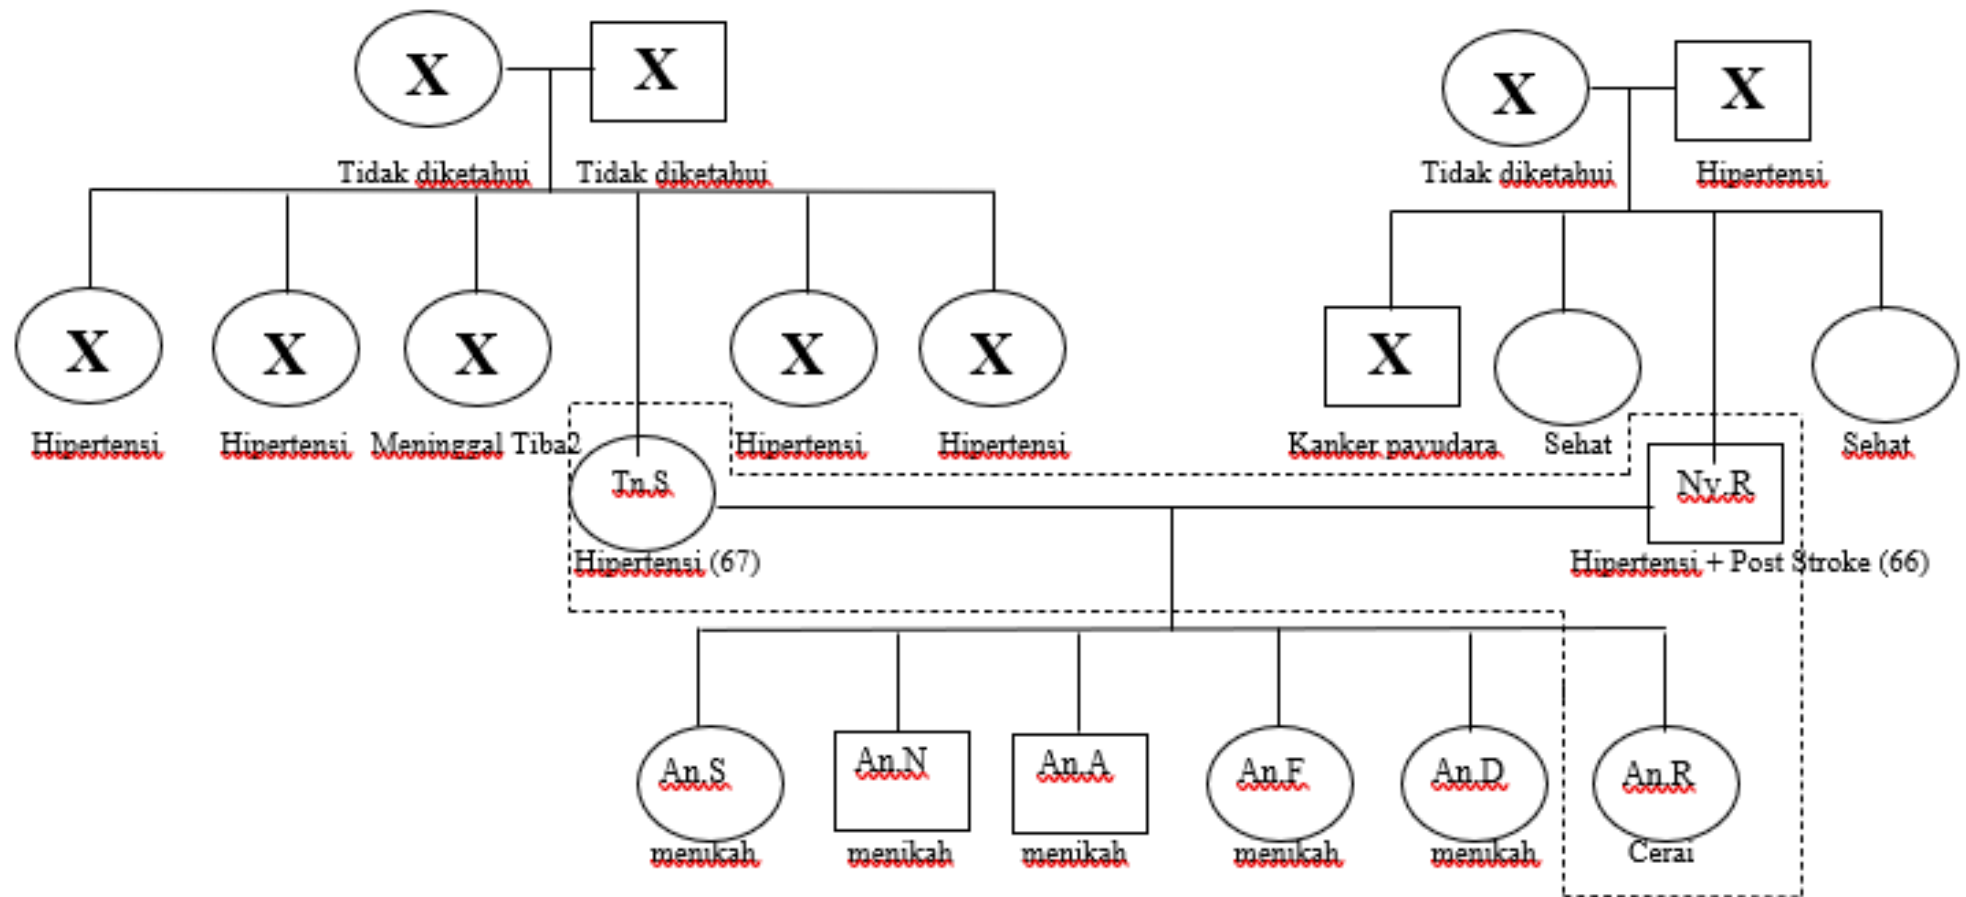 X X X X
Tidak diketahui Tidak diketahui Tidak diketahui Hipertensi
X X X X X X
Hipertensi Hipertensi Meninggal Tiba2 Hipertensi Hipertensi Kanker payudara Sehat Sehat
Tn.S Ny.R
Hipertensi (67) Hipertensi + Post Stroke (66)
An.S An.N An.A An.F An.D An.R
menikah menikah menikah menikah menikah Cerai